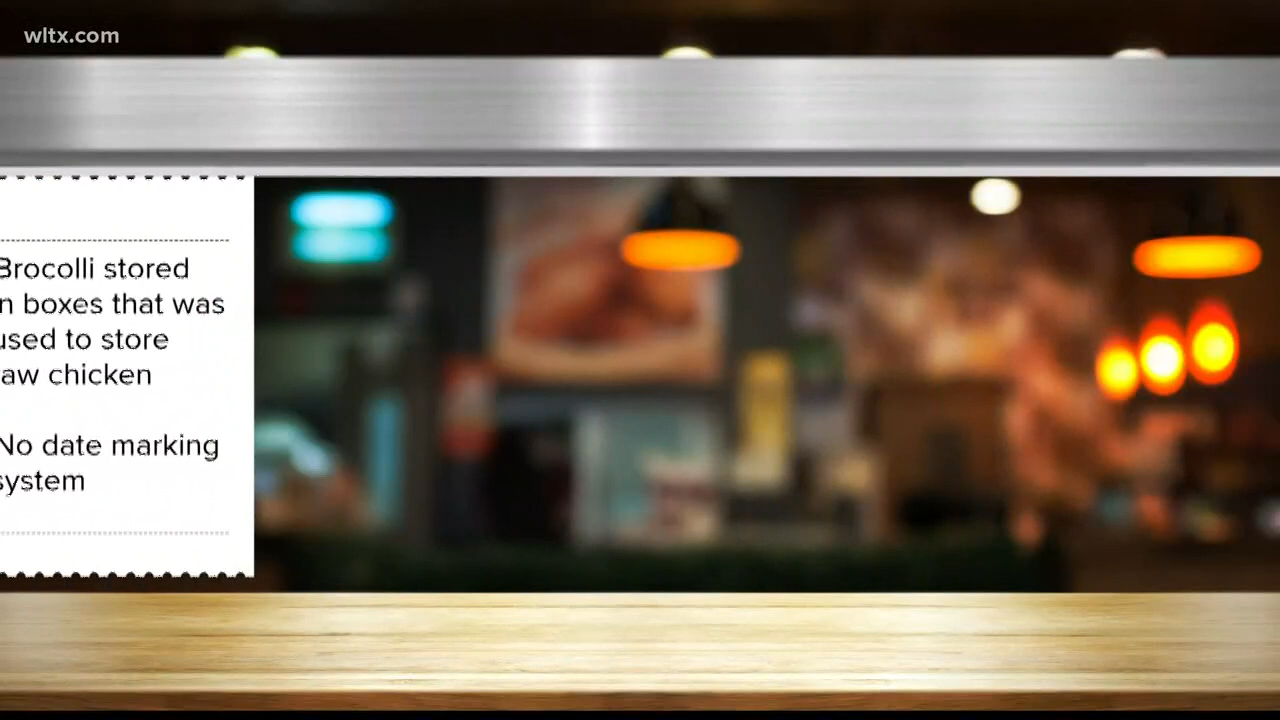 wltx.com
Brocolli stored
n boxes that was
used to store
aw chicken
No date marking
system